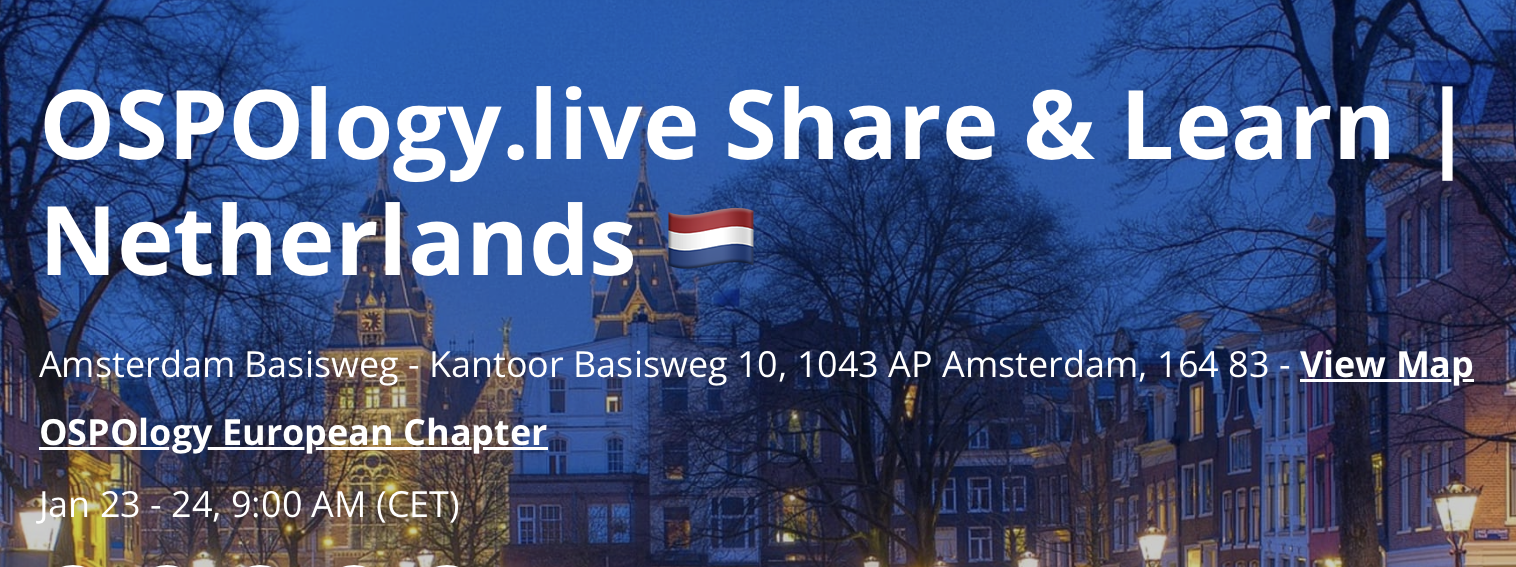 OSPOlogy.live Share & Learn |
Netherlands 🇳🇱
Amsterdam Basisweg - Kantoor Basisweg 10, 1043 AP Amsterdam, 164 83 - View Map
OSPOlogy European Chapter
Jan 23 - 24, 9:00 AM (CET)